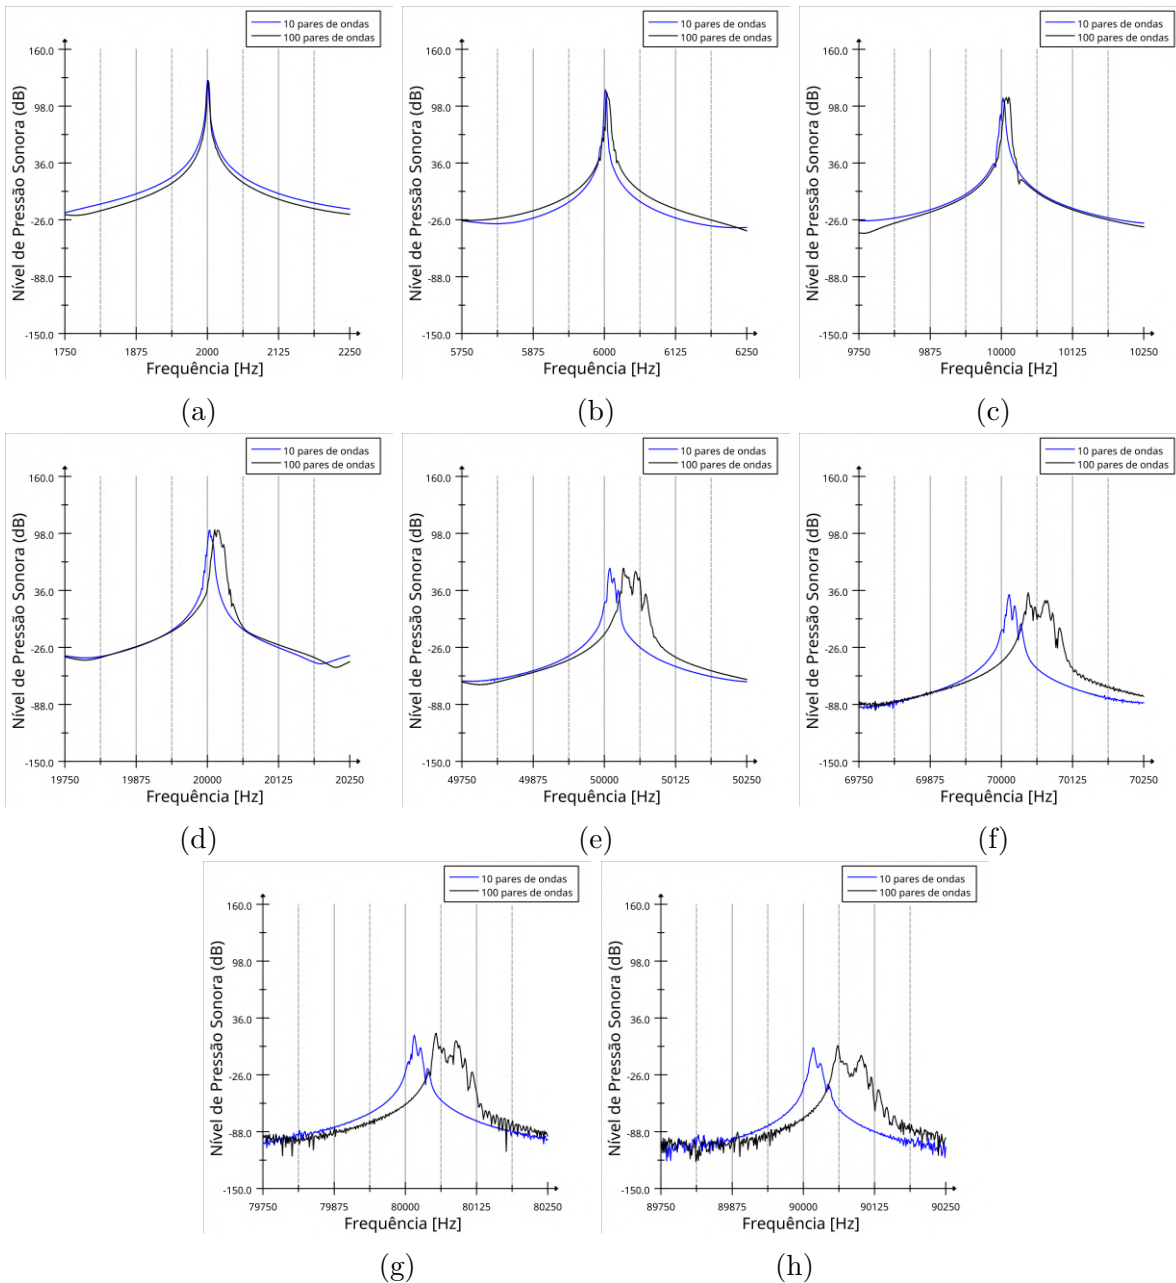 10 pares de ondas
100 pares de ondas
160.0
98.0
36.0
-26.0
-88.0
-150.0
Nível de Pressão Sonora (dB)
1750 1875 2000 2125 2250
Frequência [Hz]
(a)
10 pares de ondas
100 pares de ondas
160.0
98.0
36.0
-26.0
-88.0
-150.0
Nível de Pressão Sonora (dB)
5750 5875 6000 6125 6250
Frequência [Hz]
(b)
10 pares de ondas
100 pares de ondas
160.0
98.0
36.0
-26.0
-88.0
-150.0
Nível de Pressão Sonora (dB)
9750 9875 10000 10125 10250
Frequência [Hz]
(c)
10 pares de ondas
100 pares de ondas
160.0
98.0
36.0
-26.0
-88.0
-150.0
Nível de Pressão Sonora (dB)
19750 19875 20000 20125 20250
Frequência [Hz]
(d)
10 pares de ondas
100 pares de ondas
160.0
98.0
36.0
-26.0
-88.0
-150.0
Nível de Pressão Sonora (dB)
49750 49875 50000 50125 50250
Frequência [Hz]
(e)
10 pares de ondas
100 pares de ondas
160.0
98.0
36.0
-26.0
-88.0
-150.0
Nível de Pressão Sonora (dB)
69750 69875 70000 70125 70250
Frequência [Hz]
(f)
10 pares de ondas
100 pares de ondas
160.0
98.0
36.0
-26.0
-88.0
-150.0
Nível de Pressão Sonora (dB)
79750 79875 80000 80125 80250
Frequência [Hz]
(g)
10 pares de ondas
100 pares de ondas
160.0
98.0
36.0
-26.0
-88.0
-150.0
Nível de Pressão Sonora (dB)
89750 89875 90000 90125 90250
Frequência [Hz]
(h)